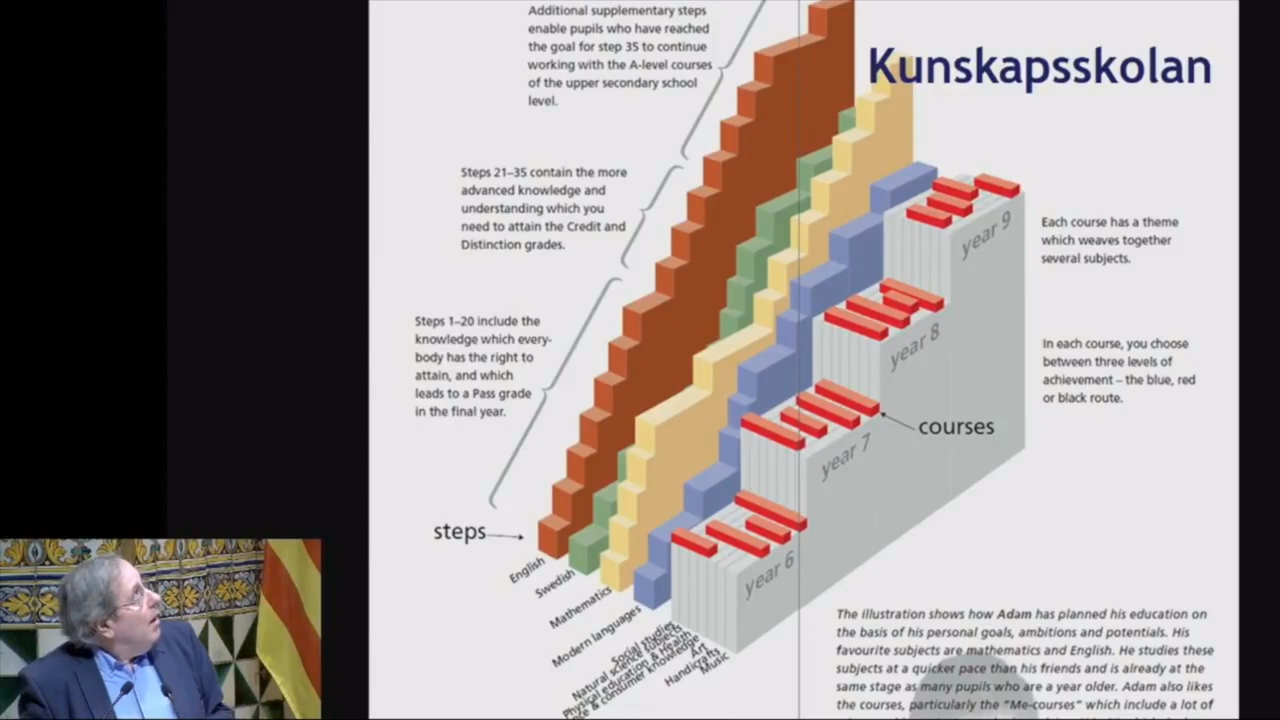 Additional supplementary steps
enable pupils who have reached
the goal for step 35 to continue
working with the A-level courses
of the upper secondary school
level.
Kunskapsskolan
Steps 21–35 contain the more
advanced knowledge and
understanding which you
need to attain the Credit and
Distinction grades.
Each course has a theme
which weaves together
several subjects.
Steps 1–20 include the
knowledge which every-
body has the right to
attain, and which
leads to a Pass grade
in the final year.
In each course, you choose
between three levels of
achievement – the blue, red
or black route.
year 9
year 8
year 7
year 6
courses
steps
English
Swedish
Mathematics
Modern languages
Social studies
Natural science subjects
Physical education & health
& consumer knowledge
Art
Handicrafts
Music
The illustration shows how Adam has planned his education on
the basis of his personal goals, ambitions and potentials. His
favourite subjects are mathematics and English. He studies these
subjects at a quicker pace than his friends and is already at the
same stage as many pupils who are a year older. Adam also likes
the courses, particularly the “Me-courses” which include a lot of